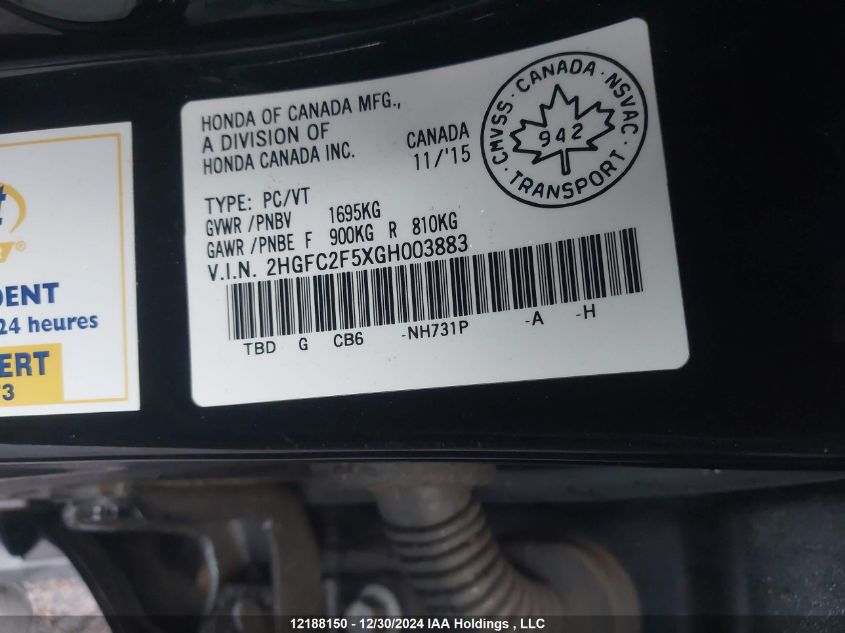 HONDA OF CANADA MFG.,
A DIVISION OF
HONDA CANADA INC.
CANADA
11/'15
CANADA · NSVAC · TRANSPORT · CMVSS ·
942
TYPE: PC/VT
GVWR /PNBV 1695KG
GAWR /PNBE F 900KG R 810KG
V.I.N. 2HGFC2F5XGH003883
TBD G CB6 -NH731P -A -H
®
DENT
24 heures
ERT
3
12188150 - 12/30/2024 IAA Holdings , LLC